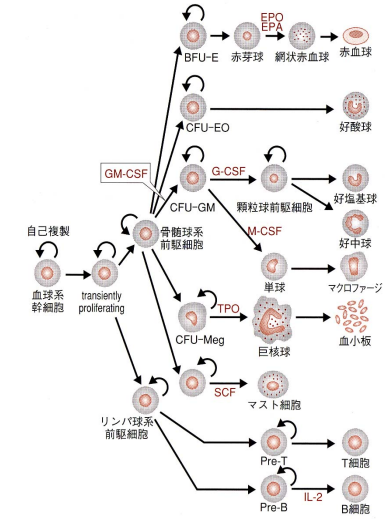 EPO
EPA
BFU-E
赤芽球
網状赤血球
赤血球
CFU-EO
好酸球
GM-CSF
G-CSF
CFU-GM
顆粒球前駆細胞
好塩基球
M-CSF
好中球
自己複製
骨髄球系
前駆細胞
血球系
幹細胞
transiently
proliferating
単球
マクロファージ
TPO
CFU-Meg
巨核球
血小板
SCF
マスト細胞
リンパ球系
前駆細胞
Pre-T
T細胞
Pre-B
IL-2
B細胞